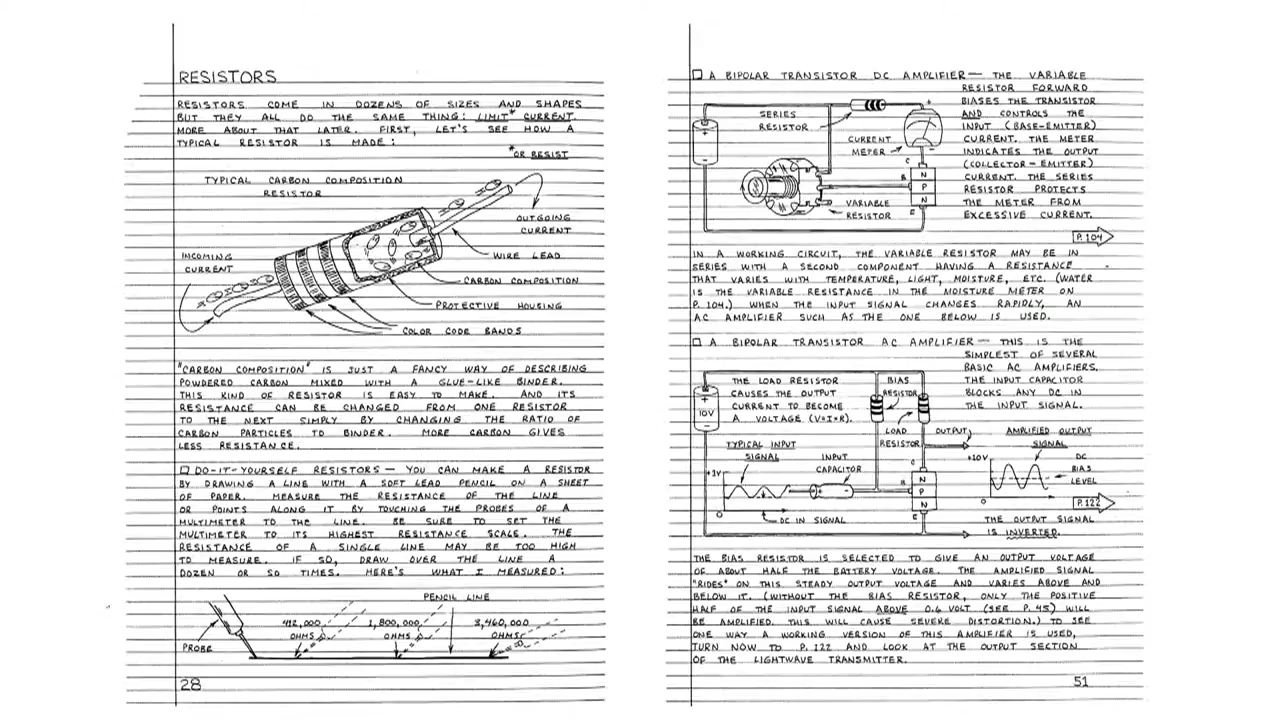 RESISTORS
RESISTORS COME IN DOZENS OF SIZES AND SHAPES
BUT THEY ALL DO THE SAME THING: LIMIT* CURRENT.
MORE ABOUT THAT LATER. FIRST, LET'S SEE HOW A
TYPICAL RESISTOR IS MADE:
*OR RESIST
TYPICAL CARBON COMPOSITION
RESISTOR
OUTGOING
CURRENT
INCOMING
CURRENT
WIRE LEAD
CARBON COMPOSITION
PROTECTIVE HOUSING
COLOR CODE BANDS
"CARBON COMPOSITION" IS JUST A FANCY WAY OF DESCRIBING
POWDERED CARBON MIXED WITH A GLUE-LIKE BINDER.
THIS KIND OF RESISTOR IS EASY TO MAKE. AND ITS
RESISTANCE CAN BE CHANGED FROM ONE RESISTOR
TO THE NEXT SIMPLY BY CHANGING THE RATIO OF
CARBON PARTICLES TO BINDER. MORE CARBON GIVES
LESS RESISTANCE.
□ DO-IT-YOURSELF RESISTORS — YOU CAN MAKE A RESISTOR
BY DRAWING A LINE WITH A SOFT LEAD PENCIL ON A SHEET
OF PAPER. MEASURE THE RESISTANCE OF THE LINE
OR POINTS ALONG IT BY TOUCHING THE PROBES OF A
MULTIMETER TO THE LINE. BE SURE TO SET THE
MULTIMETER TO ITS HIGHEST RESISTANCE SCALE. THE
RESISTANCE OF A SINGLE LINE MAY BE TOO HIGH
TO MEASURE. IF SO, DRAW OVER THE LINE A
DOZEN OR SO TIMES. HERE'S WHAT I MEASURED:
PENCIL LINE
412,000 OHMS
1,800,000 OHMS
3,460,000 OHMS
PROBE
28
□ A BIPOLAR TRANSISTOR DC AMPLIFIER — THE VARIABLE
RESISTOR FORWARD
BIASES THE TRANSISTOR
AND CONTROLS THE
INPUT (BASE-EMITTER)
CURRENT. THE METER
INDICATES THE OUTPUT
(COLLECTOR-EMITTER)
CURRENT. THE SERIES
RESISTOR PROTECTS
THE METER FROM
EXCESSIVE CURRENT.
SERIES
RESISTOR
CURRENT
METER
VARIABLE
RESISTOR
+
-
+
-
C
B
E
N
P
N
P.104
IN A WORKING CIRCUIT, THE VARIABLE RESISTOR MAY BE IN
SERIES WITH A SECOND COMPONENT HAVING A RESISTANCE
THAT VARIES WITH TEMPERATURE, LIGHT, MOISTURE, ETC. (WATER
IS THE VARIABLE RESISTANCE IN THE MOISTURE METER ON
P. 104.) WHEN THE INPUT SIGNAL CHANGES RAPIDLY, AN
AC AMPLIFIER SUCH AS THE ONE BELOW IS USED.
□ A BIPOLAR TRANSISTOR AC AMPLIFIER — THIS IS THE
SIMPLEST OF SEVERAL
BASIC AC AMPLIFIERS.
THE INPUT CAPACITOR
BLOCKS ANY DC IN
THE INPUT SIGNAL.
+
10V
-
THE LOAD RESISTOR
CAUSES THE OUTPUT
CURRENT TO BECOME
A VOLTAGE (V=I×R).
BIAS
RESISTOR
LOAD
RESISTOR
OUTPUT
AMPLIFIED OUTPUT
SIGNAL
TYPICAL INPUT
SIGNAL
INPUT
CAPACITOR
+1V
0
DC IN SIGNAL
C
B
E
N
P
N
+10V
0
DC
BIAS
LEVEL
P.122
THE OUTPUT SIGNAL
IS INVERTED.
THE BIAS RESISTOR IS SELECTED TO GIVE AN OUTPUT VOLTAGE
OF ABOUT HALF THE BATTERY VOLTAGE. THE AMPLIFIED SIGNAL
"RIDES" ON THIS STEADY OUTPUT VOLTAGE AND VARIES ABOVE AND
BELOW IT. (WITHOUT THE BIAS RESISTOR, ONLY THE POSITIVE
HALF OF THE INPUT SIGNAL ABOVE 0.6 VOLT (SEE P. 45) WILL
BE AMPLIFIED. THIS WILL CAUSE SEVERE DISTORTION.) TO SEE
ONE WAY A WORKING VERSION OF THIS AMPLIFIER IS USED,
TURN NOW TO P. 122 AND LOOK AT THE OUTPUT SECTION
OF THE LIGHTWAVE TRANSMITTER.
51